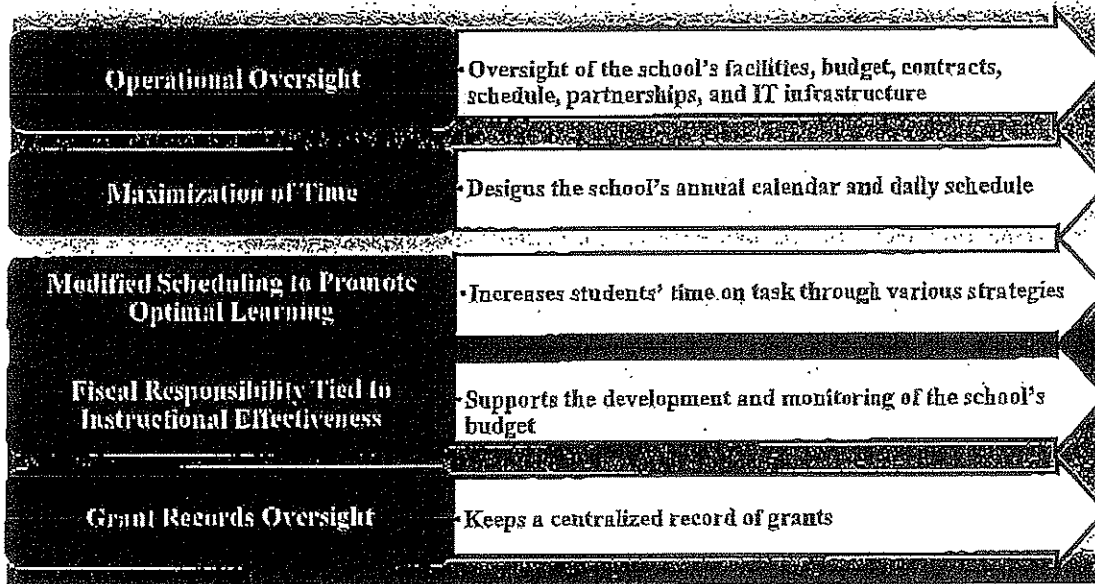 Operational Oversight
·Oversight of the school's facilities, budget, contracts,
schedule, partnerships, and IT infrastructure
Maximization of Time
·Designs the school's annual calendar and daily schedule
Modified Scheduling to Promote
Optimal Learning
·Increases students' time on task through various strategies
Fiscal Responsibility Tied to
Instructional Effectiveness
·Supports the development and monitoring of the school's
budget
Grant Records Oversight
·Keeps a centralized record of grants